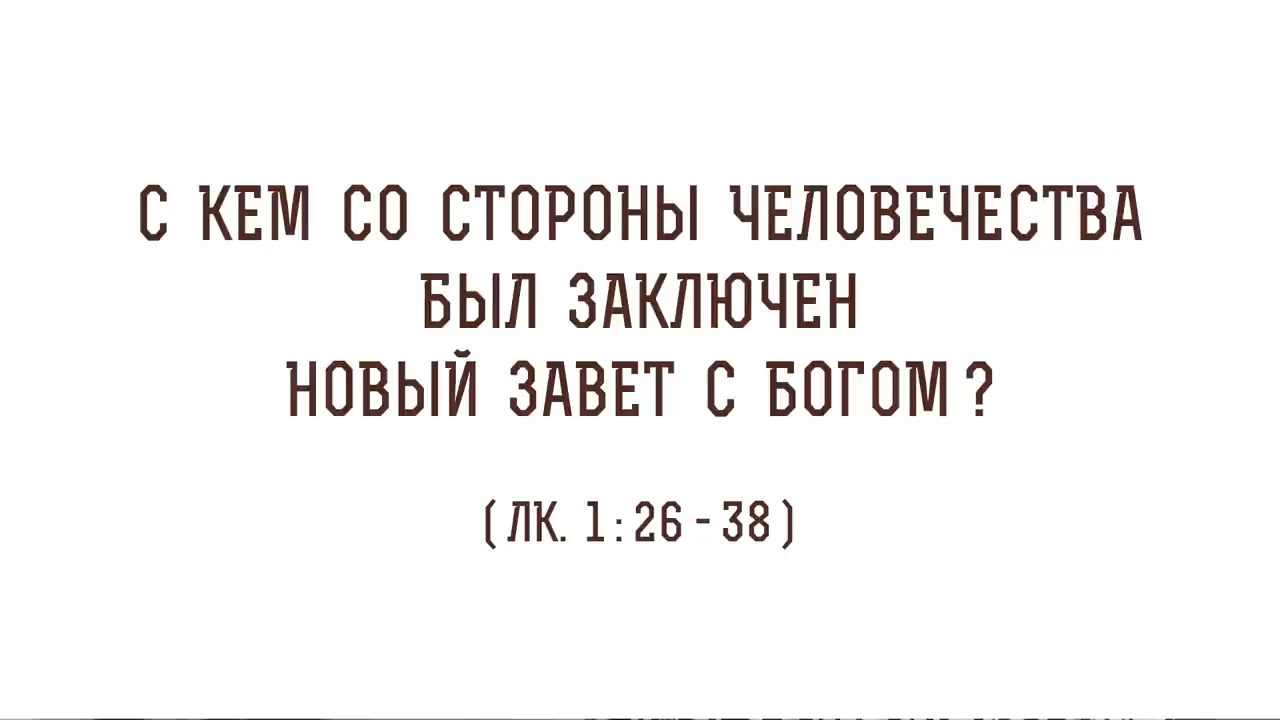 С КЕМ СО СТОРОНЫ ЧЕЛОВЕЧЕСТВА
БЫЛ ЗАКЛЮЧЕН
НОВЫЙ ЗАВЕТ С БОГОМ?
(ЛК. 1:26-38)